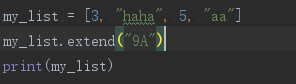 my_list = [3, "haha", 5, "aa"]
my_list.extend("9A")
print(my_list)